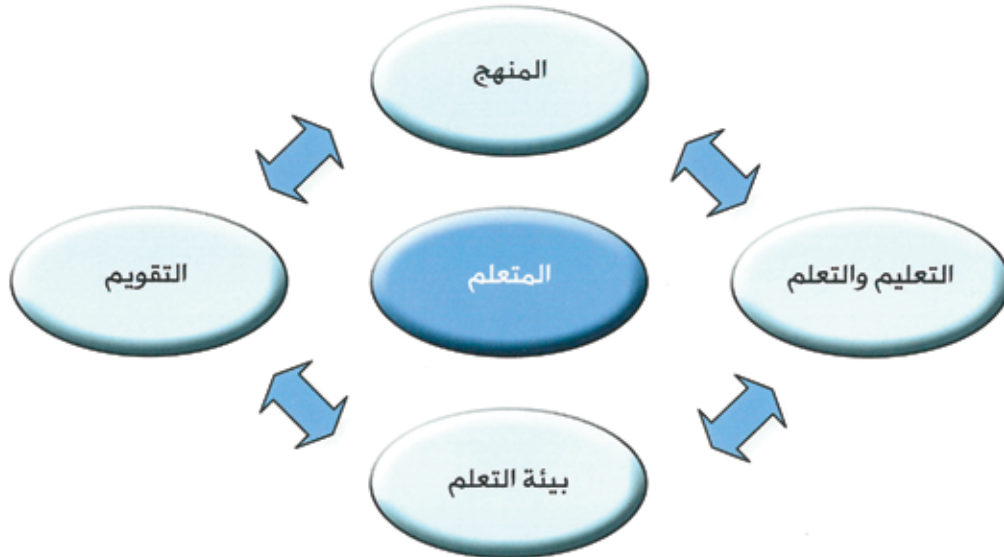 المنهج
التعليم والتعلم
المتعلم
التقويم
بيئة التعلم